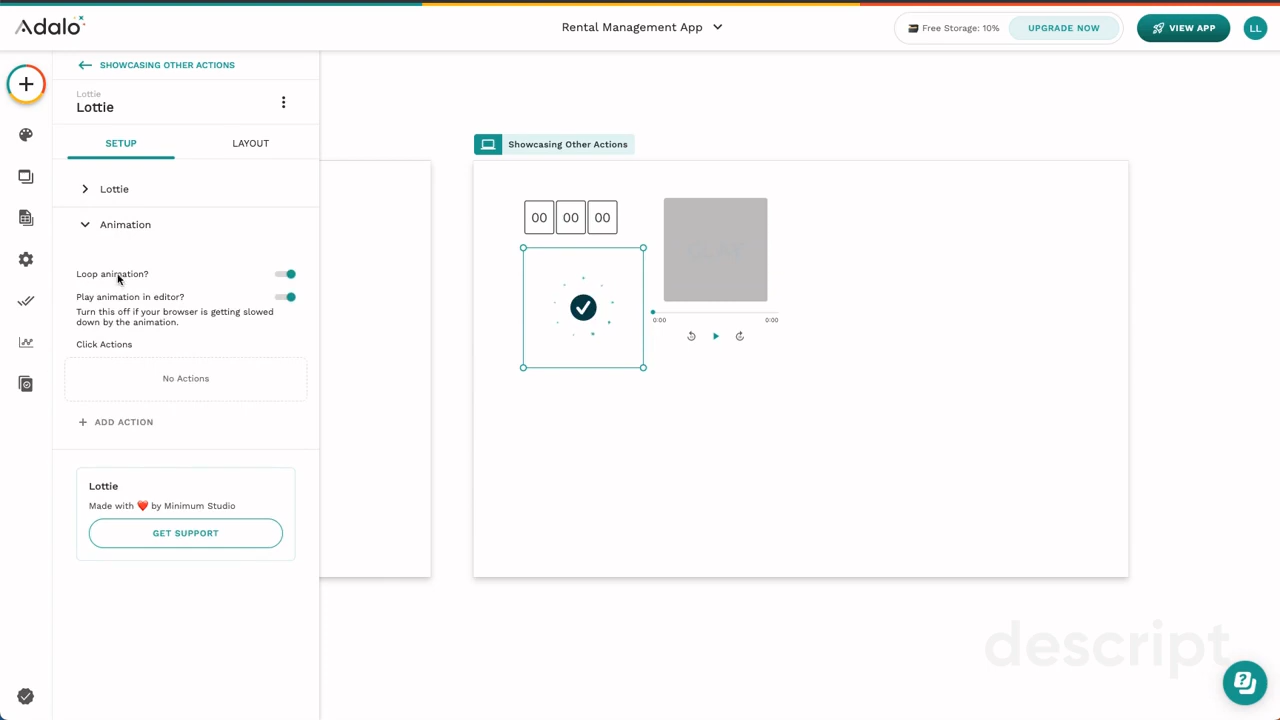 Adalo
Rental Management App
Free Storage: 10%
UPGRADE NOW
VIEW APP
LL
SHOWCASING OTHER ACTIONS
Lottie
Lottie
SETUP
LAYOUT
Lottie
Animation
Loop animation?
Play animation in editor?
Turn this off if your browser is getting slowed
down by the animation.
Click Actions
No Actions
ADD ACTION
Lottie
Made with ❤️ by Minimum Studio
GET SUPPORT
Showcasing Other Actions
00 00 00
0:00
0:00
descript